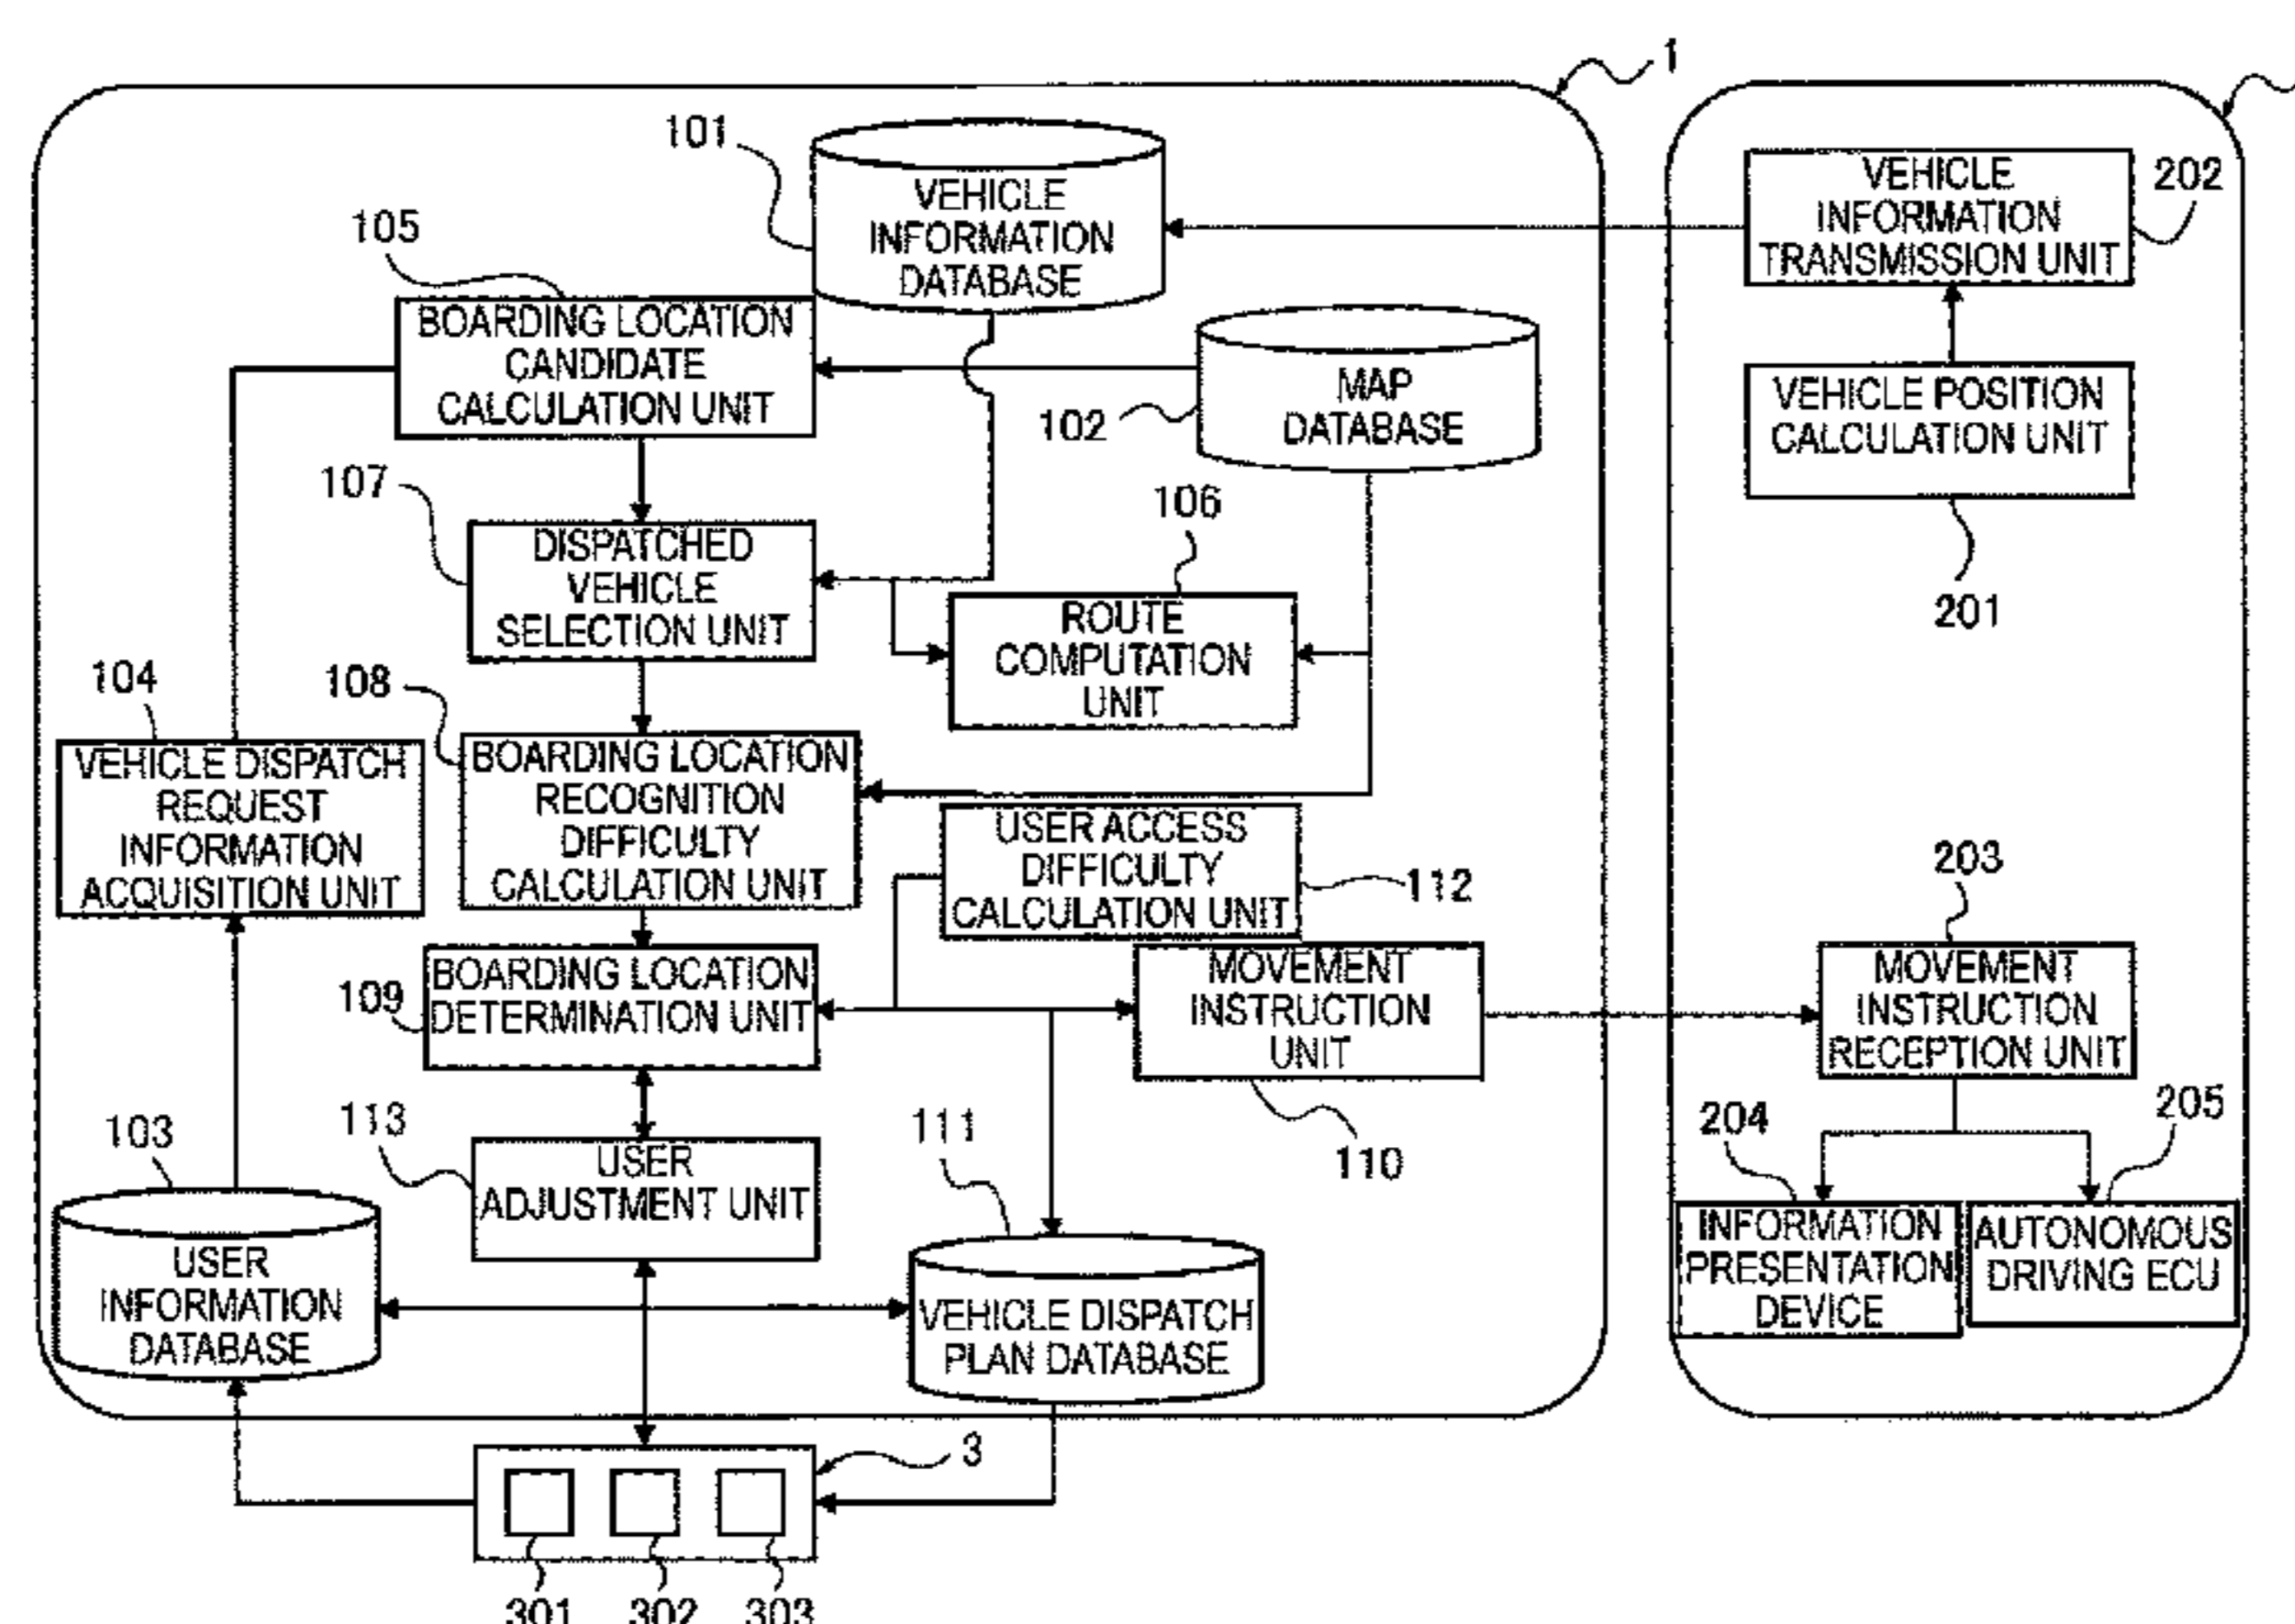 1
101
VEHICLE
INFORMATION
DATABASE
VEHICLE
INFORMATION
TRANSMISSION UNIT
202
105
BOARDING LOCATION
CANDIDATE
CALCULATION UNIT
MAP
DATABASE
102
VEHICLE POSITION
CALCULATION UNIT
201
107
DISPATCHED
VEHICLE
SELECTION UNIT
106
ROUTE
COMPUTATION
UNIT
104
VEHICLE DISPATCH
REQUEST
INFORMATION
ACQUISITION UNIT
108
BOARDING LOCATION
RECOGNITION
DIFFICULTY
CALCULATION UNIT
USER ACCESS
DIFFICULTY
CALCULATION UNIT
112
203
MOVEMENT
INSTRUCTION
RECEPTION UNIT
109
BOARDING LOCATION
DETERMINATION UNIT
MOVEMENT
INSTRUCTION
UNIT
110
103
USER
INFORMATION
DATABASE
113
USER
ADJUSTMENT UNIT
111
VEHICLE DISPATCH
PLAN DATABASE
204
INFORMATION
PRESENTATION
DEVICE
205
AUTONOMOUS
DRIVING ECU
3
301
302
303